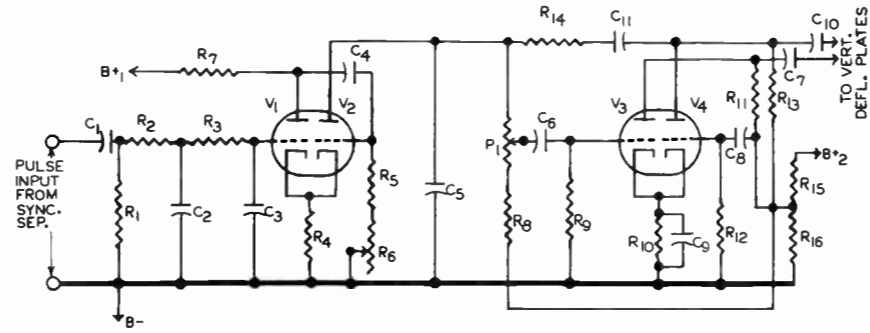 R14
C11
C10
R7
C4
B+1
TO VERT.
DEFL. PLATES
C7
V1
V2
V3
V4
R11
R13
C1
R2
R3
C6
P1
C8
B+2
PULSE
INPUT
FROM
SYNC.
SEP.
R5
C5
R15
R1
C2
C3
R4
R6
R8
R9
R10
C9
R12
R16
B-